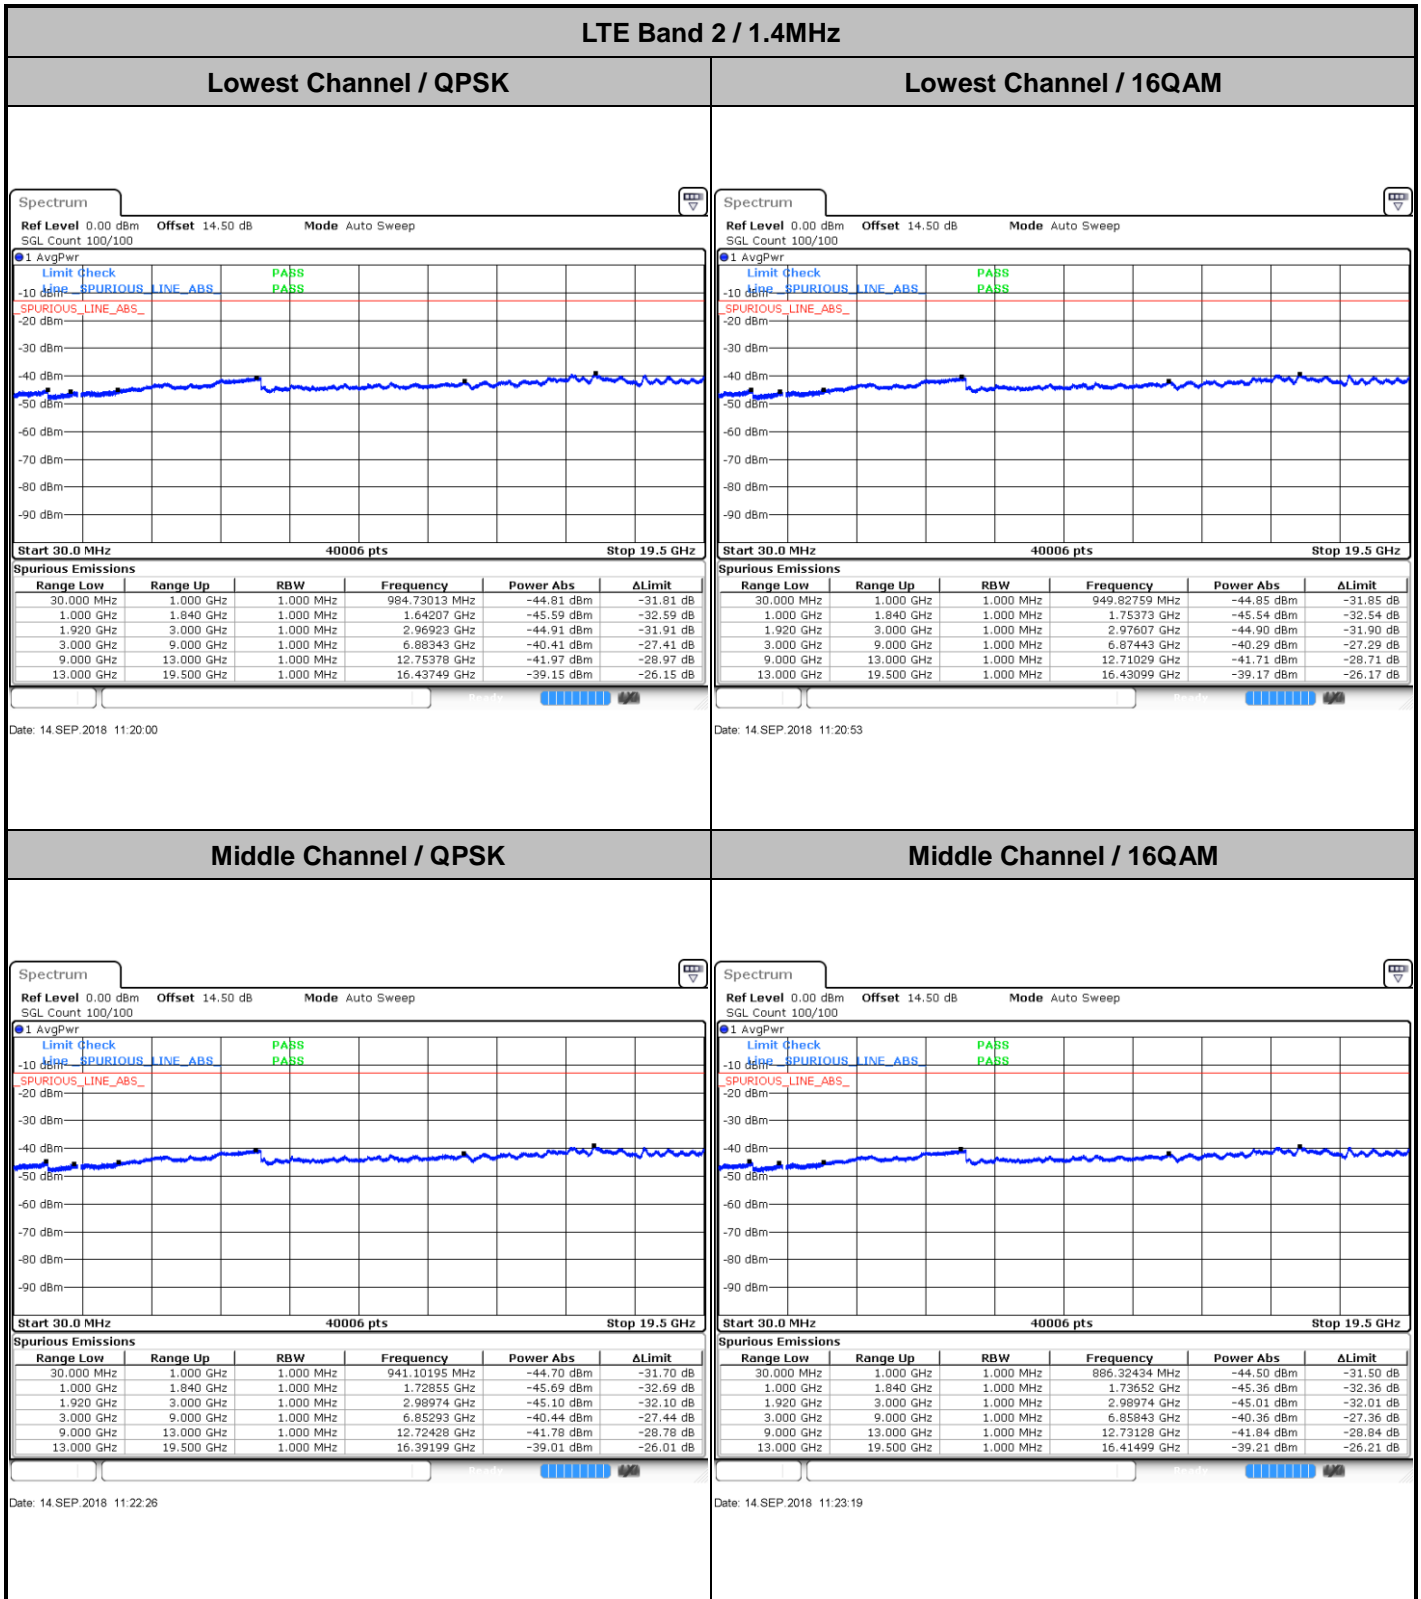 LTE Band 2 / 1.4MHz
Lowest Channel / QPSK
Lowest Channel / 16QAM
Spectrum
Ref Level 0.00 dBm Offset 14.50 dB Mode Auto Sweep
SGL Count 100/100
1 AvgPwr
Limit Check PASS
Line _SPURIOUS_LINE_ABS_ PASS
-10 dBm
_SPURIOUS_LINE_ABS_
-20 dBm
-30 dBm
-40 dBm
-50 dBm
-60 dBm
-70 dBm
-80 dBm
-90 dBm
Start 30.0 MHz 40006 pts Stop 19.5 GHz
Spurious Emissions
Range Low Range Up RBW Frequency Power Abs ΔLimit
30.000 MHz 1.000 GHz 1.000 MHz 984.73013 MHz -44.81 dBm -31.81 dB
1.000 GHz 1.840 GHz 1.000 MHz 1.64207 GHz -45.59 dBm -32.59 dB
1.920 GHz 3.000 GHz 1.000 MHz 2.96923 GHz -44.91 dBm -31.91 dB
3.000 GHz 9.000 GHz 1.000 MHz 6.88343 GHz -40.41 dBm -27.41 dB
9.000 GHz 13.000 GHz 1.000 MHz 12.75378 GHz -41.97 dBm -28.97 dB
13.000 GHz 19.500 GHz 1.000 MHz 16.43749 GHz -39.15 dBm -26.15 dB
Date: 14.SEP.2018 11:20:00
Spectrum
Ref Level 0.00 dBm Offset 14.50 dB Mode Auto Sweep
SGL Count 100/100
1 AvgPwr
Limit Check PASS
Line _SPURIOUS_LINE_ABS_ PASS
-10 dBm
_SPURIOUS_LINE_ABS_
-20 dBm
-30 dBm
-40 dBm
-50 dBm
-60 dBm
-70 dBm
-80 dBm
-90 dBm
Start 30.0 MHz 40006 pts Stop 19.5 GHz
Spurious Emissions
Range Low Range Up RBW Frequency Power Abs ΔLimit
30.000 MHz 1.000 GHz 1.000 MHz 949.82759 MHz -44.85 dBm -31.85 dB
1.000 GHz 1.840 GHz 1.000 MHz 1.75373 GHz -45.54 dBm -32.54 dB
1.920 GHz 3.000 GHz 1.000 MHz 2.97607 GHz -44.90 dBm -31.90 dB
3.000 GHz 9.000 GHz 1.000 MHz 6.87443 GHz -40.29 dBm -27.29 dB
9.000 GHz 13.000 GHz 1.000 MHz 12.71029 GHz -41.71 dBm -28.71 dB
13.000 GHz 19.500 GHz 1.000 MHz 16.43099 GHz -39.17 dBm -26.17 dB
Date: 14.SEP.2018 11:20:53
Middle Channel / QPSK
Middle Channel / 16QAM
Spectrum
Ref Level 0.00 dBm Offset 14.50 dB Mode Auto Sweep
SGL Count 100/100
1 AvgPwr
Limit Check PASS
Line _SPURIOUS_LINE_ABS_ PASS
-10 dBm
_SPURIOUS_LINE_ABS_
-20 dBm
-30 dBm
-40 dBm
-50 dBm
-60 dBm
-70 dBm
-80 dBm
-90 dBm
Start 30.0 MHz 40006 pts Stop 19.5 GHz
Spurious Emissions
Range Low Range Up RBW Frequency Power Abs ΔLimit
30.000 MHz 1.000 GHz 1.000 MHz 941.10195 MHz -44.70 dBm -31.70 dB
1.000 GHz 1.840 GHz 1.000 MHz 1.72855 GHz -45.69 dBm -32.69 dB
1.920 GHz 3.000 GHz 1.000 MHz 2.98974 GHz -45.10 dBm -32.10 dB
3.000 GHz 9.000 GHz 1.000 MHz 6.85293 GHz -40.44 dBm -27.44 dB
9.000 GHz 13.000 GHz 1.000 MHz 12.72428 GHz -41.78 dBm -28.78 dB
13.000 GHz 19.500 GHz 1.000 MHz 16.39199 GHz -39.01 dBm -26.01 dB
Date: 14.SEP.2018 11:22:26
Spectrum
Ref Level 0.00 dBm Offset 14.50 dB Mode Auto Sweep
SGL Count 100/100
1 AvgPwr
Limit Check PASS
Line _SPURIOUS_LINE_ABS_ PASS
-10 dBm
_SPURIOUS_LINE_ABS_
-20 dBm
-30 dBm
-40 dBm
-50 dBm
-60 dBm
-70 dBm
-80 dBm
-90 dBm
Start 30.0 MHz 40006 pts Stop 19.5 GHz
Spurious Emissions
Range Low Range Up RBW Frequency Power Abs ΔLimit
30.000 MHz 1.000 GHz 1.000 MHz 886.32434 MHz -44.50 dBm -31.50 dB
1.000 GHz 1.840 GHz 1.000 MHz 1.73652 GHz -45.36 dBm -32.36 dB
1.920 GHz 3.000 GHz 1.000 MHz 2.98974 GHz -45.01 dBm -32.01 dB
3.000 GHz 9.000 GHz 1.000 MHz 6.85843 GHz -40.36 dBm -27.36 dB
9.000 GHz 13.000 GHz 1.000 MHz 12.73128 GHz -41.84 dBm -28.84 dB
13.000 GHz 19.500 GHz 1.000 MHz 16.41499 GHz -39.21 dBm -26.21 dB
Date: 14.SEP.2018 11:23:19